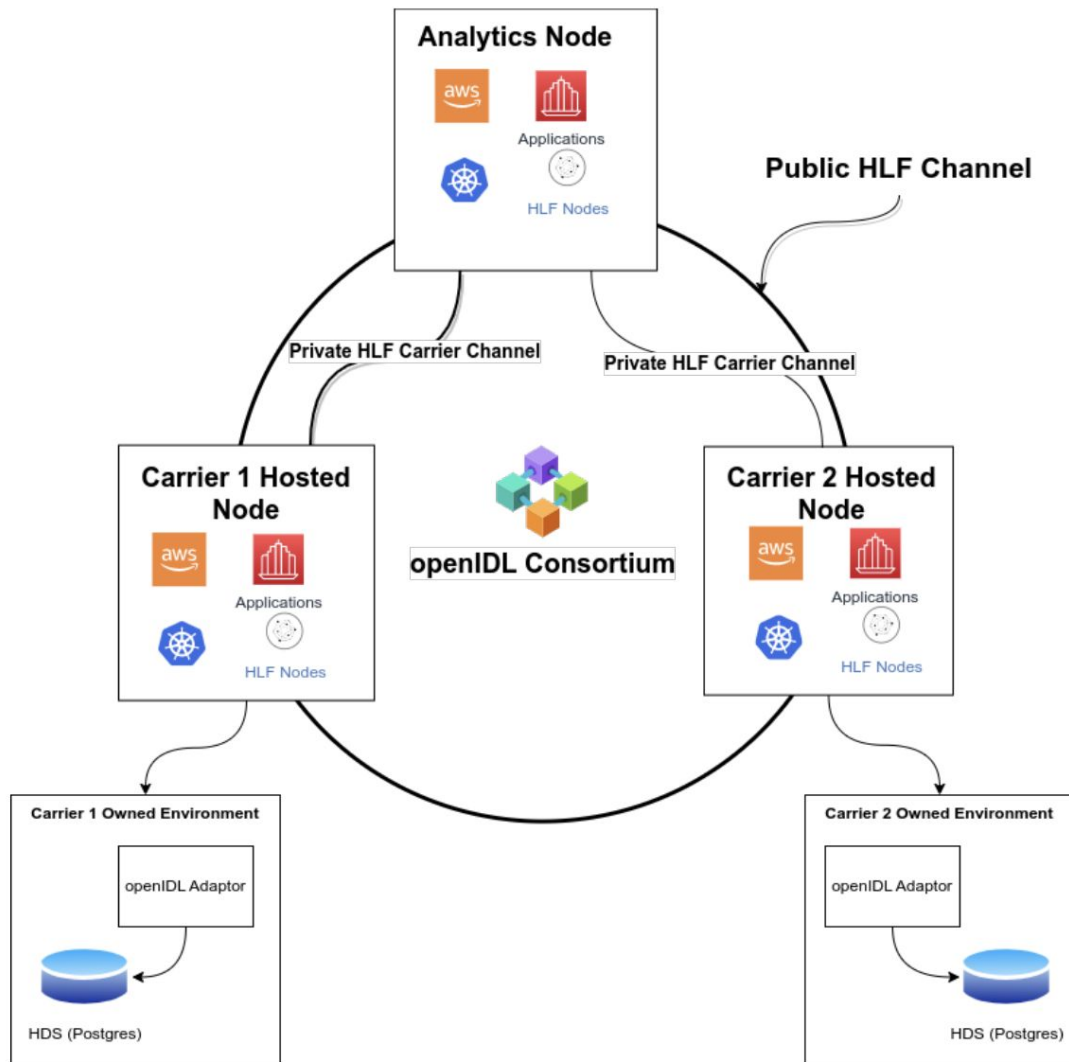 Analytics Node
aws
Applications
HLF Nodes
Public HLF Channel
Private HLF Carrier Channel
Private HLF Carrier Channel
Carrier 1 Hosted
Node
aws
Applications
HLF Nodes
openIDL Consortium
Carrier 2 Hosted
Node
aws
Applications
HLF Nodes
Carrier 1 Owned Environment
openIDL Adaptor
HDS (Postgres)
Carrier 2 Owned Environment
openIDL Adaptor
HDS (Postgres)